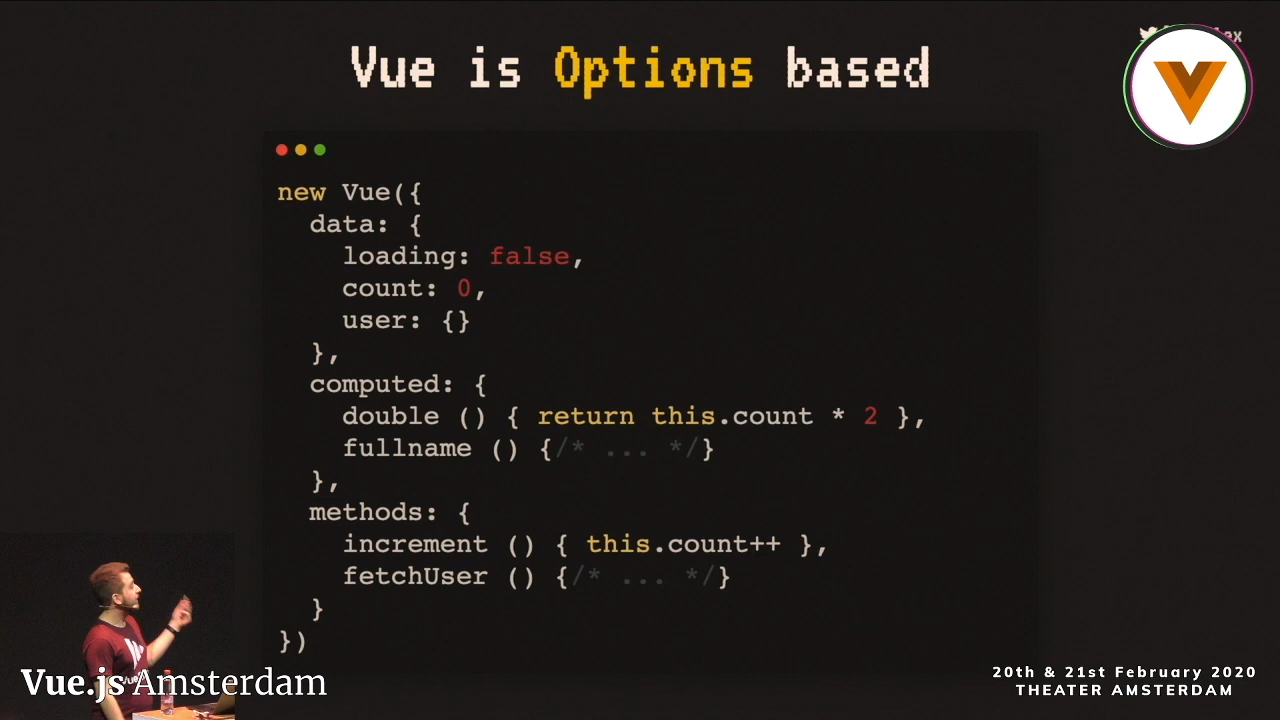 Vue is Options based
new Vue({
data: {
loading: false,
count: 0,
user: {}
},
computed: {
double () { return this.count * 2 },
fullname () {/* ... */}
},
methods: {
increment () { this.count++ },
fetchUser () {/* ... */}
}
})
Vue.js Amsterdam
20th & 21st February 2020
THEATER AMSTERDAM